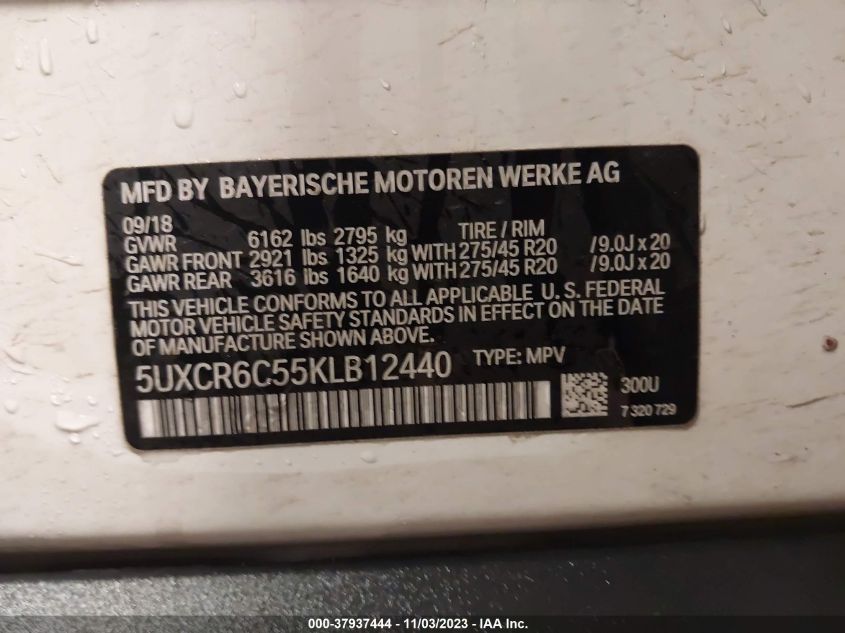 MFD BY BAYERISCHE MOTOREN WERKE AG
09/18 TIRE / RIM
GVWR 6162 lbs 2795 kg
GAWR FRONT 2921 lbs 1325 kg WITH 275/45 R20 /9.0J x 20
GAWR REAR 3616 lbs 1640 kg WITH 275/45 R20 /9.0J x 20
THIS VEHICLE CONFORMS TO ALL APPLICABLE U. S. FEDERAL
MOTOR VEHICLE SAFETY STANDARDS IN EFFECT ON THE DATE
OF MANUFACTURE SHOWN ABOVE.
5UXCR6C55KLB12440 TYPE: MPV
300U
7 320 729
000-37937444 - 11/03/2023 - IAA Inc.